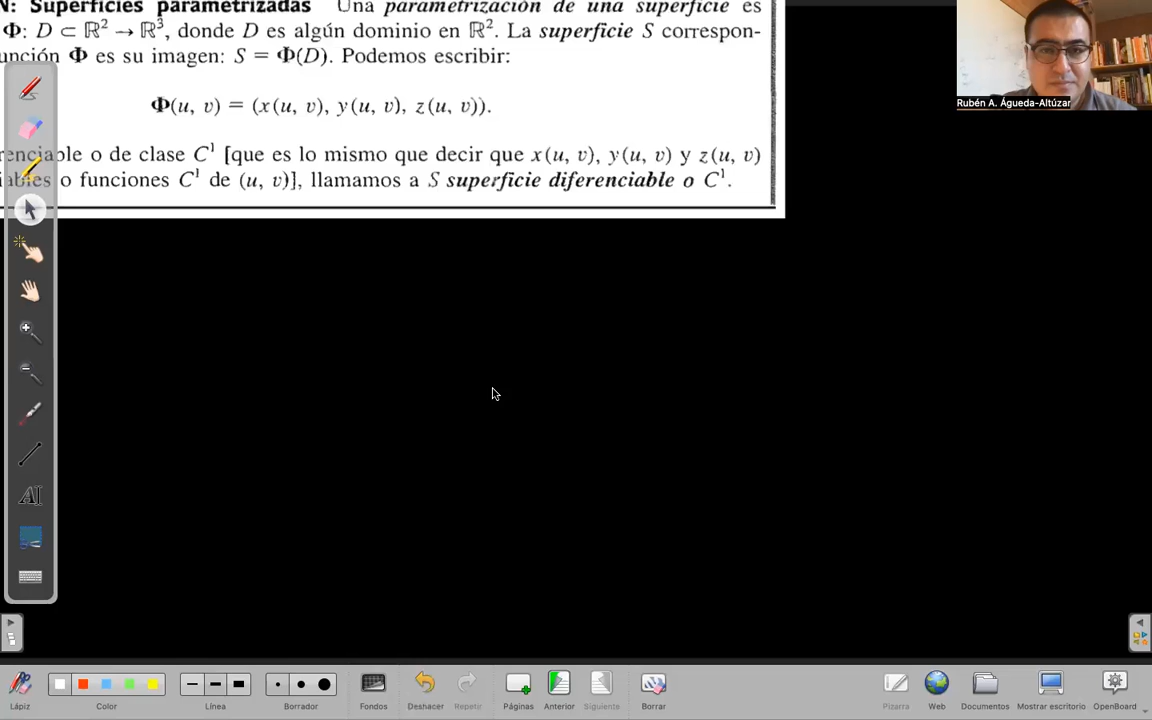 N: Superficies parametrizadas Una parametrización de una superficie es
Φ: D ⊂ ℝ² → ℝ³, donde D es algún dominio en ℝ². La superficie S correspon-
unción Φ es su imagen: S = Φ(D). Podemos escribir:
Φ(u, v) = (x(u, v), y(u, v), z(u, v)).
renciable o de clase C¹ [que es lo mismo que decir que x(u, v), y(u, v) y z(u, v)
iables o funciones C¹ de (u, v)], llamamos a S superficie diferenciable o C¹.
Rubén A. Águeda-Altúzar
Lápiz Color Línea Borrador Fondos Deshacer Repetir Páginas Anterior Siguiente Borrar Pizarra Web Documentos Mostrar escritorio OpenBoard